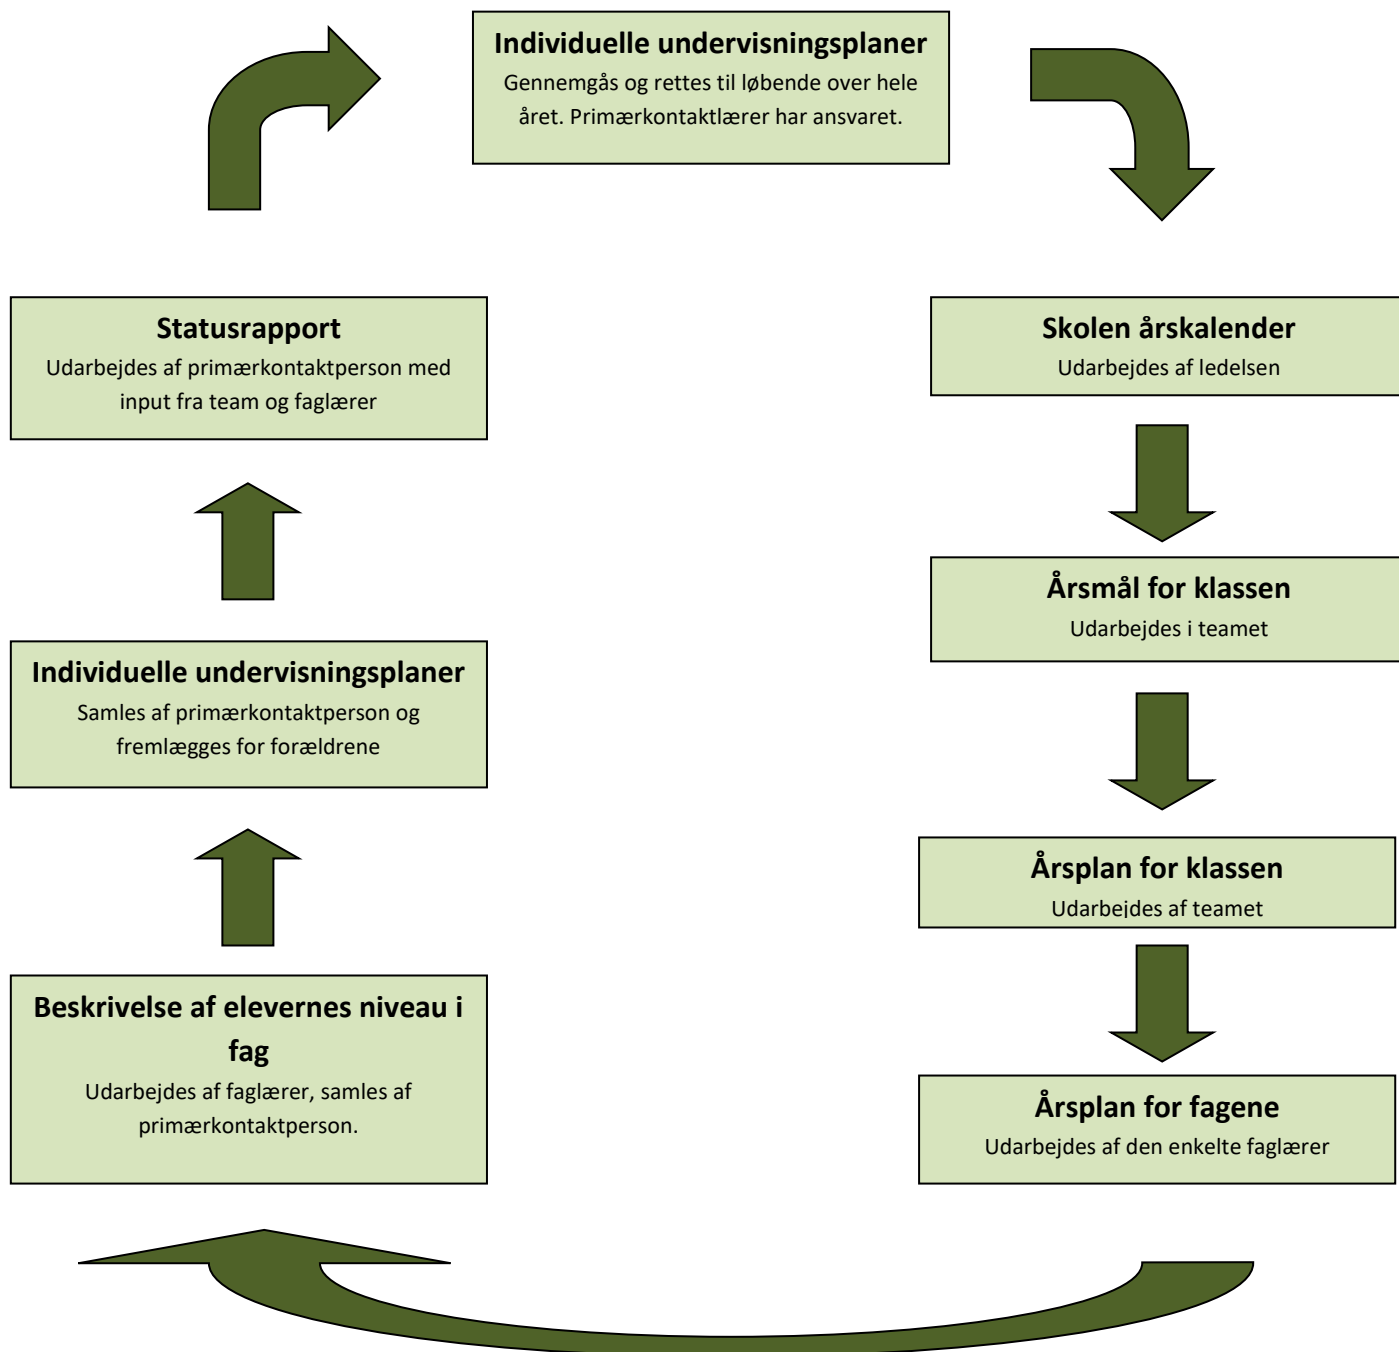 Individuelle undervisningsplaner
Gennemgås og rettes til løbende over hele
året. Primærkontaktlærer har ansvaret.
Statusrapport
Udarbejdes af primærkontaktperson med
input fra team og faglærer
Skolen årskalender
Udarbejdes af ledelsen
Årsmål for klassen
Udarbejdes i teamet
Individuelle undervisningsplaner
Samles af primærkontaktperson og
fremlægges for forældrene
Årsplan for klassen
Udarbejdes af teamet
Beskrivelse af elevernes niveau i
fag
Udarbejdes af faglærer, samles af
primærkontaktperson.
Årsplan for fagene
Udarbejdes af den enkelte faglærer